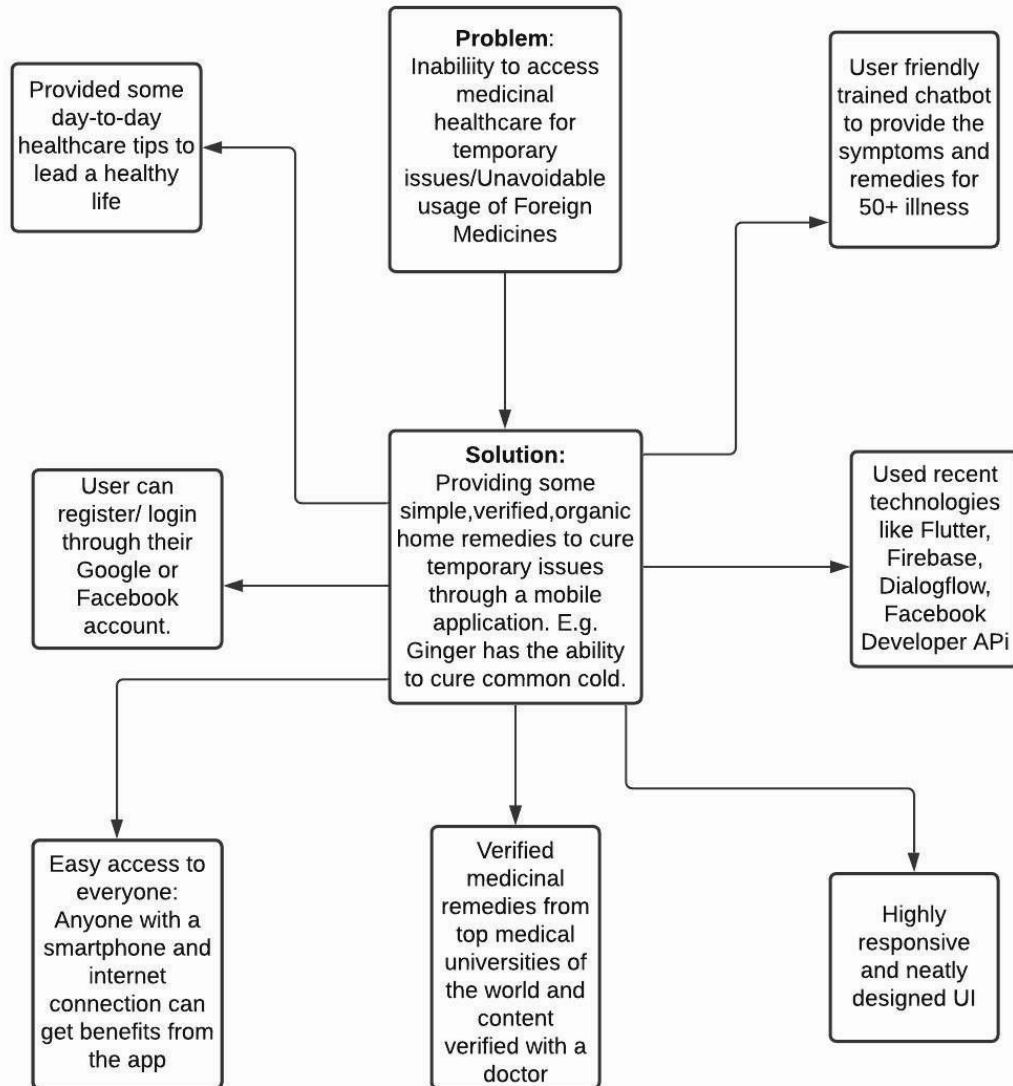 Problem:
Inabiliity to access
medicinal
healthcare for
temporary
issues/Unavoidable
usage of Foreign
Medicines
Provided some
day-to-day
healthcare tips to
lead a healthy
life
User friendly
trained chatbot
to provide the
symptoms and
remedies for
50+ illness
Solution:
Providing some
simple,verified,organic
home remedies to cure
temporary issues
through a mobile
application. E.g.
Ginger has the ability
to cure common cold.
User can
register/ login
through their
Google or
Facebook
account.
Used recent
technologies
like Flutter,
Firebase,
Dialogflow,
Facebook
Developer APi
Easy access to
everyone:
Anyone with a
smartphone and
internet
connection can
get benefits from
the app
Verified
medicinal
remedies from
top medical
universities of
the world and
content
verified with a
doctor
Highly
responsive
and neatly
designed UI